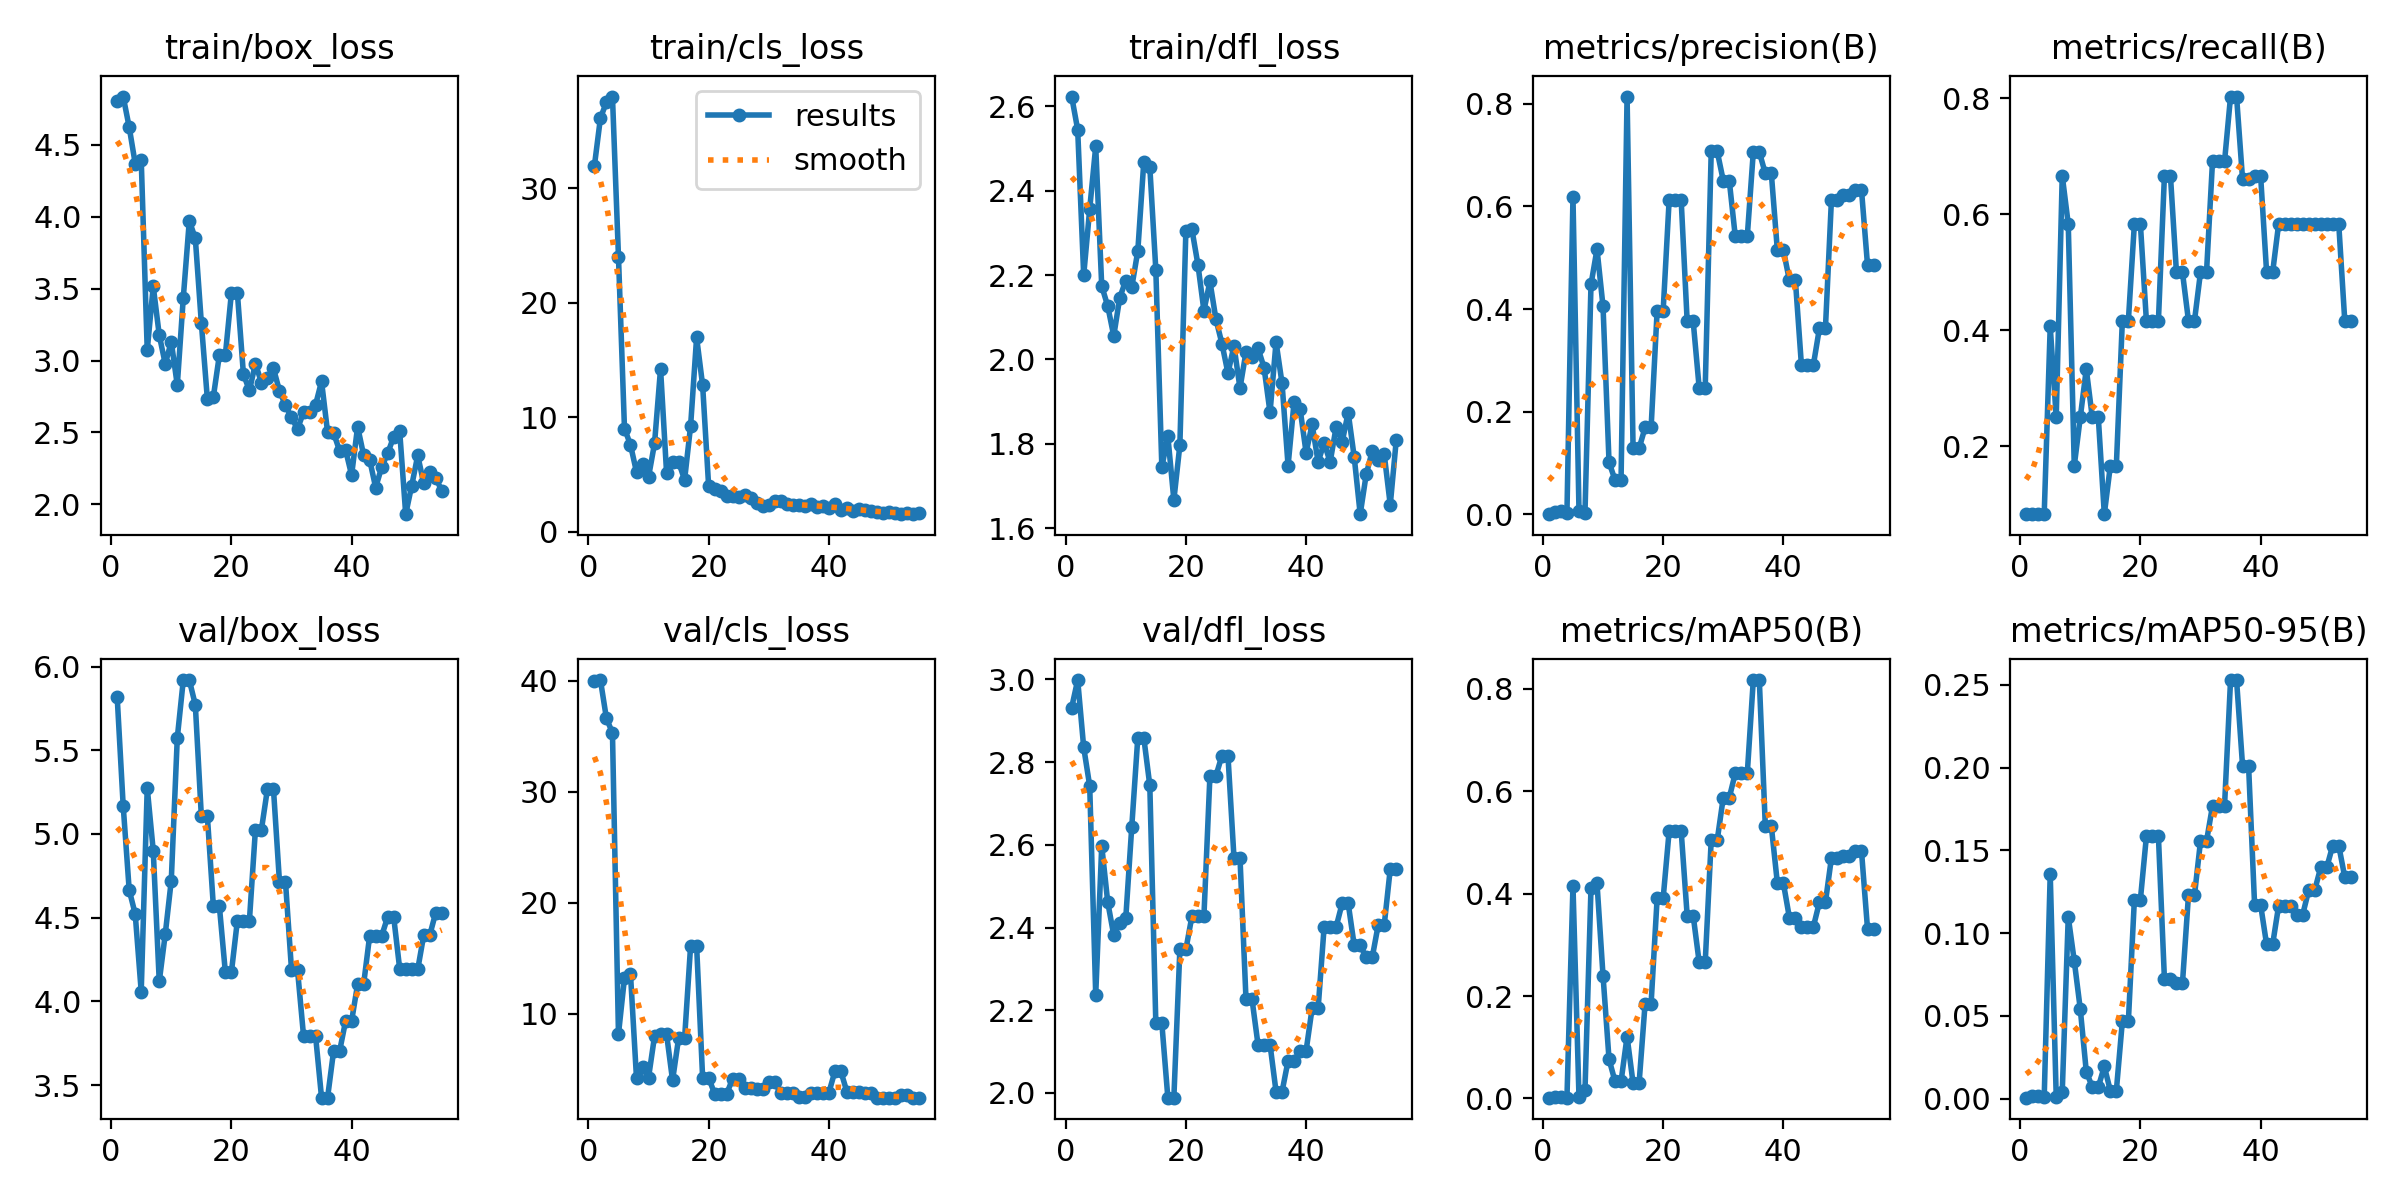 train/box_loss
train/cls_loss
train/dfl_loss
metrics/precision(B)
metrics/recall(B)
4.5
4.0
3.5
3.0
2.5
2.0
0 20 40
results
smooth
30
20
10
0
0 20 40
2.6
2.4
2.2
2.0
1.8
1.6
0 20 40
0.8
0.6
0.4
0.2
0.0
0 20 40
0.8
0.6
0.4
0.2
0 20 40
val/box_loss
val/cls_loss
val/dfl_loss
metrics/mAP50(B)
metrics/mAP50-95(B)
6.0
5.5
5.0
4.5
4.0
3.5
0 20 40
40
30
20
10
0 20 40
3.0
2.8
2.6
2.4
2.2
2.0
0 20 40
0.8
0.6
0.4
0.2
0.0
0 20 40
0.25
0.20
0.15
0.10
0.05
0.00
0 20 40